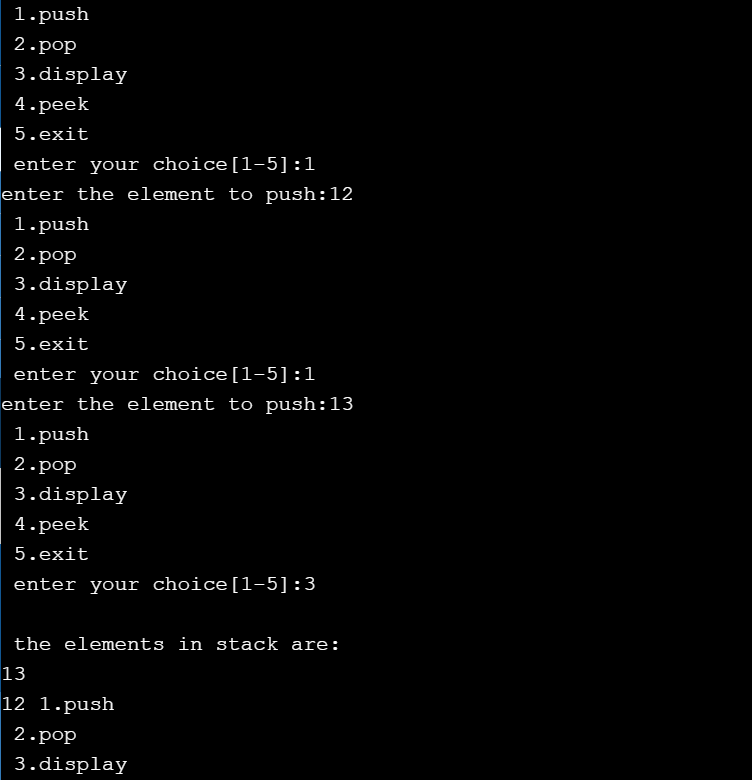 1.push
2.pop
3.display
4.peek
5.exit
enter your choice[1-5]:1
enter the element to push:12
1.push
2.pop
3.display
4.peek
5.exit
enter your choice[1-5]:1
enter the element to push:13
1.push
2.pop
3.display
4.peek
5.exit
enter your choice[1-5]:3
the elements in stack are:
13
12 1.push
2.pop
3.display